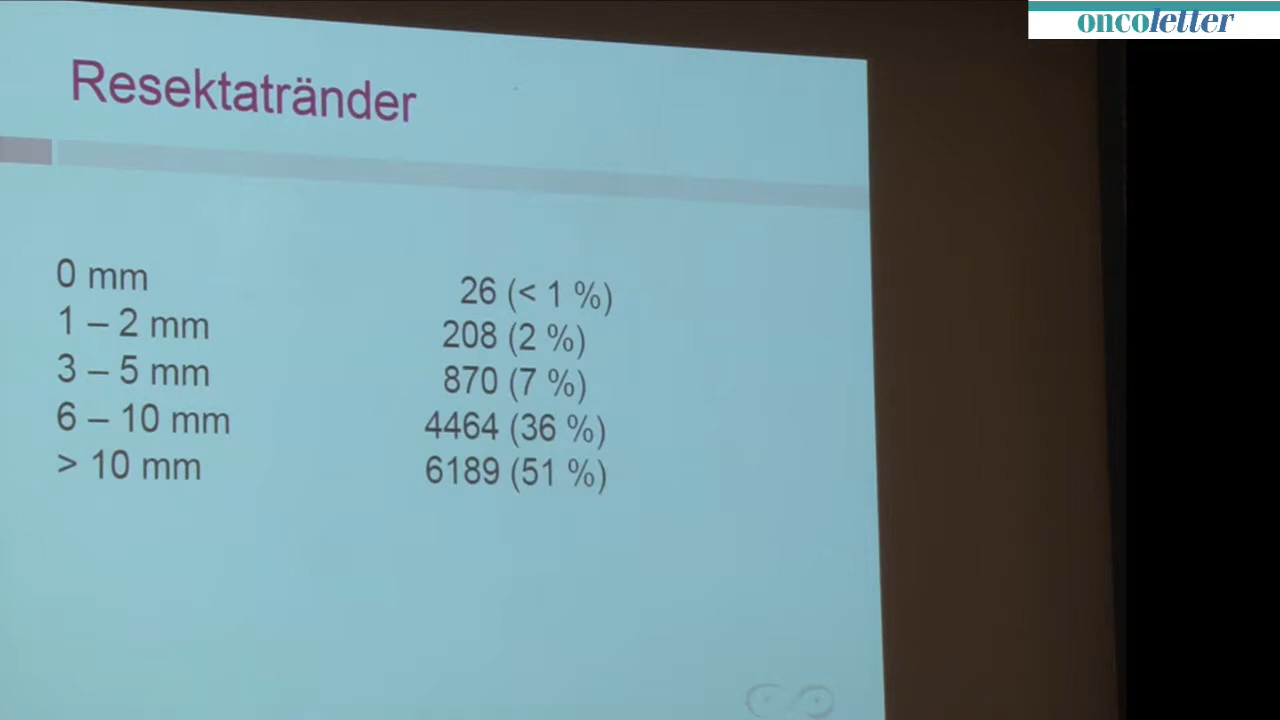 oncoletter
Resektatränder
0 mm 26 (< 1 %)
1 – 2 mm 208 (2 %)
3 – 5 mm 870 (7 %)
6 – 10 mm 4464 (36 %)
> 10 mm 6189 (51 %)